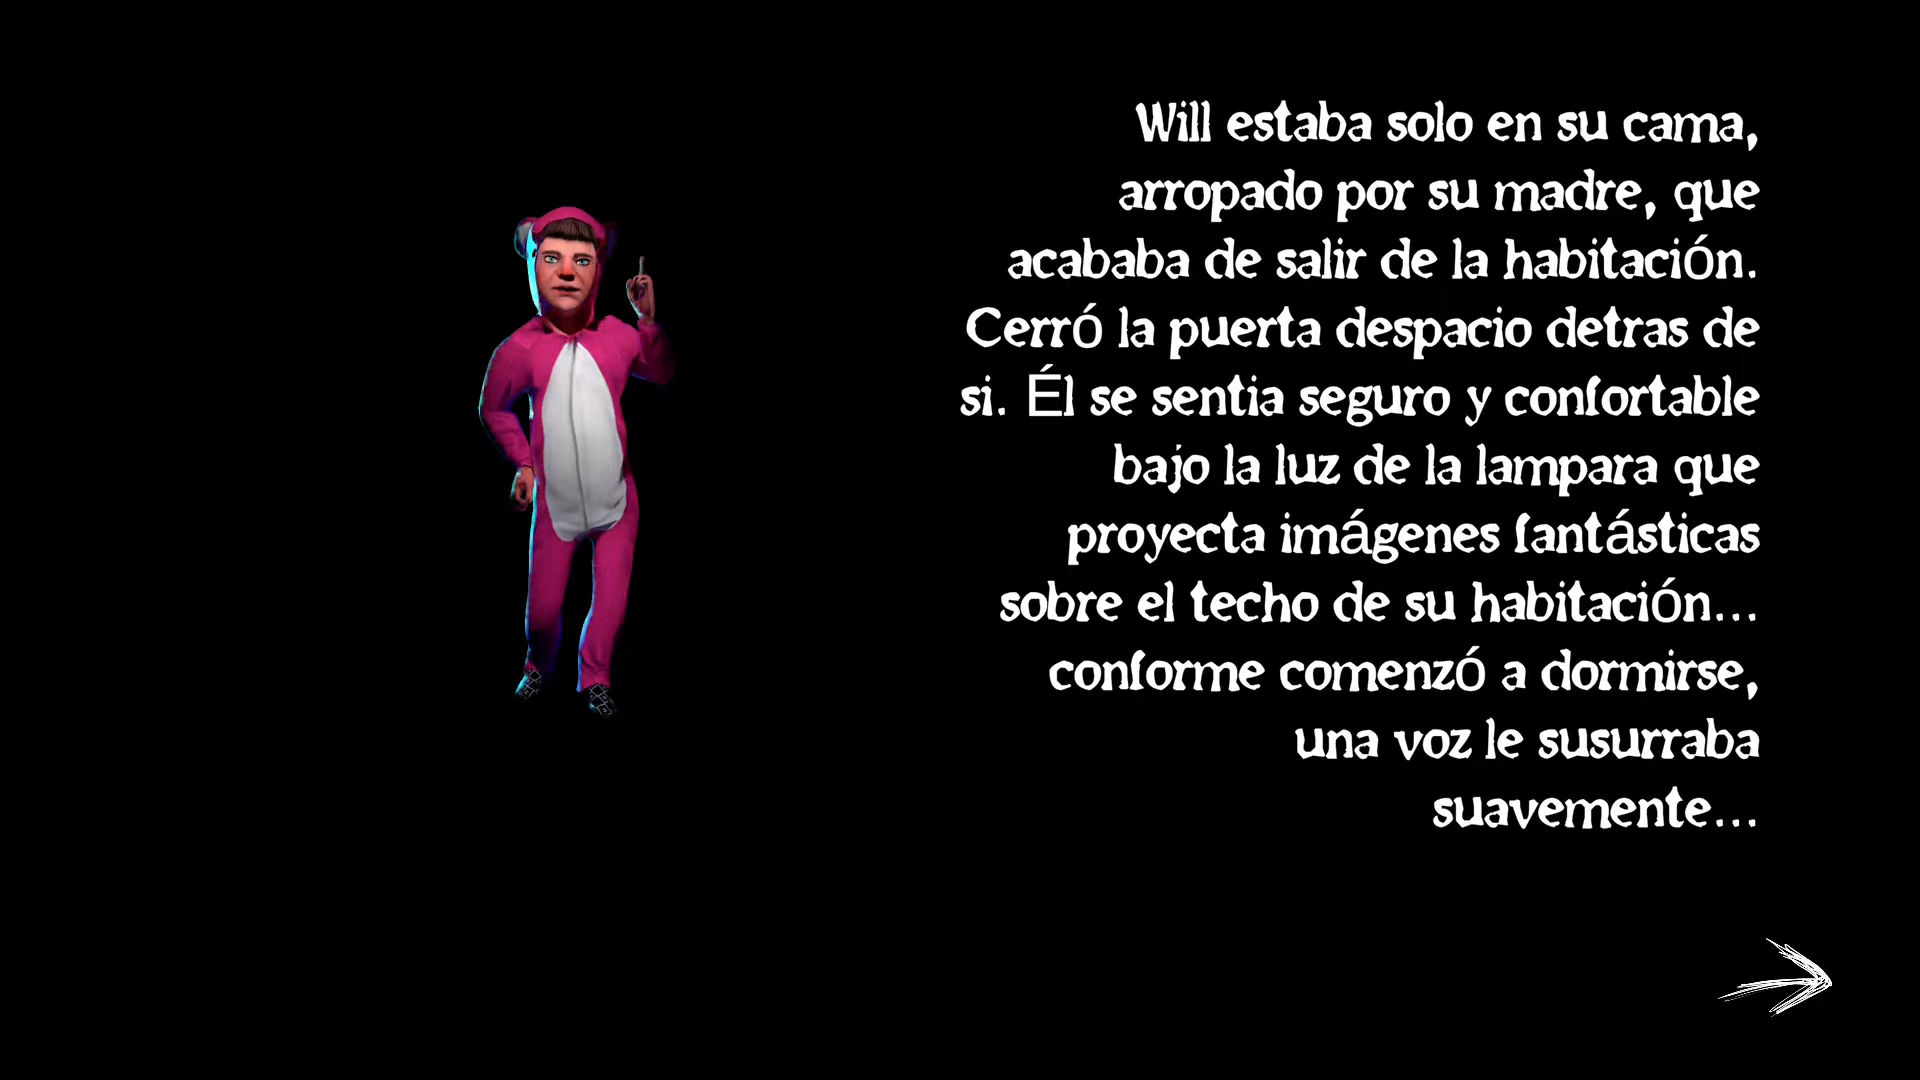 Will estaba solo en su cama,
arropado por su madre, que
acababa de salir de la habitación.
Cerró la puerta despacio detras de
si. Él se sentia seguro y confortable
bajo la luz de la lampara que
proyecta imágenes fantásticas
sobre el techo de su habitación...
conforme comenzó a dormirse,
una voz le susurraba
suavemente...